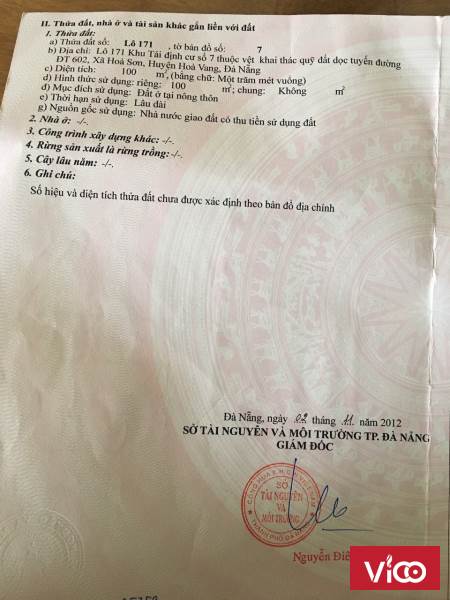 II. Thửa đất, nhà ở và tài sản khác gắn liền với đất
1. Thửa đất:
a) Thửa đất số: Lô 171 , tờ bản đồ số: 7
b) Địa chỉ: Lô 171 Khu Tái định cư số 7 thuộc vệt khai thác quỹ đất dọc tuyến đường
ĐT 602, Xã Hoà Sơn, Huyện Hoà Vang, Đà Nẵng
c) Diện tích: 100 m², (bằng chữ: Một trăm mét vuông)
d) Hình thức sử dụng: riêng: 100 m²; chung: Không m²
đ) Mục đích sử dụng: Đất ở tại nông thôn
e) Thời hạn sử dụng: Lâu dài
g) Nguồn gốc sử dụng: Nhà nước giao đất có thu tiền sử dụng đất
2. Nhà ở: -/-.
3. Công trình xây dựng khác: -/-.
4. Rừng sản xuất là rừng trồng: -/-.
5. Cây lâu năm: -/-.
6. Ghi chú:
Số hiệu và diện tích thửa đất chưa được xác định theo bản đồ địa chính
Đà Nẵng, ngày 02 tháng 11 năm 2012
SỞ TÀI NGUYÊN VÀ MÔI TRƯỜNG TP. ĐÀ NẴNG
GIÁM ĐỐC
SỞ
TÀI NGUYÊN
VÀ
MÔI TRƯỜNG
Nguyễn
VICO